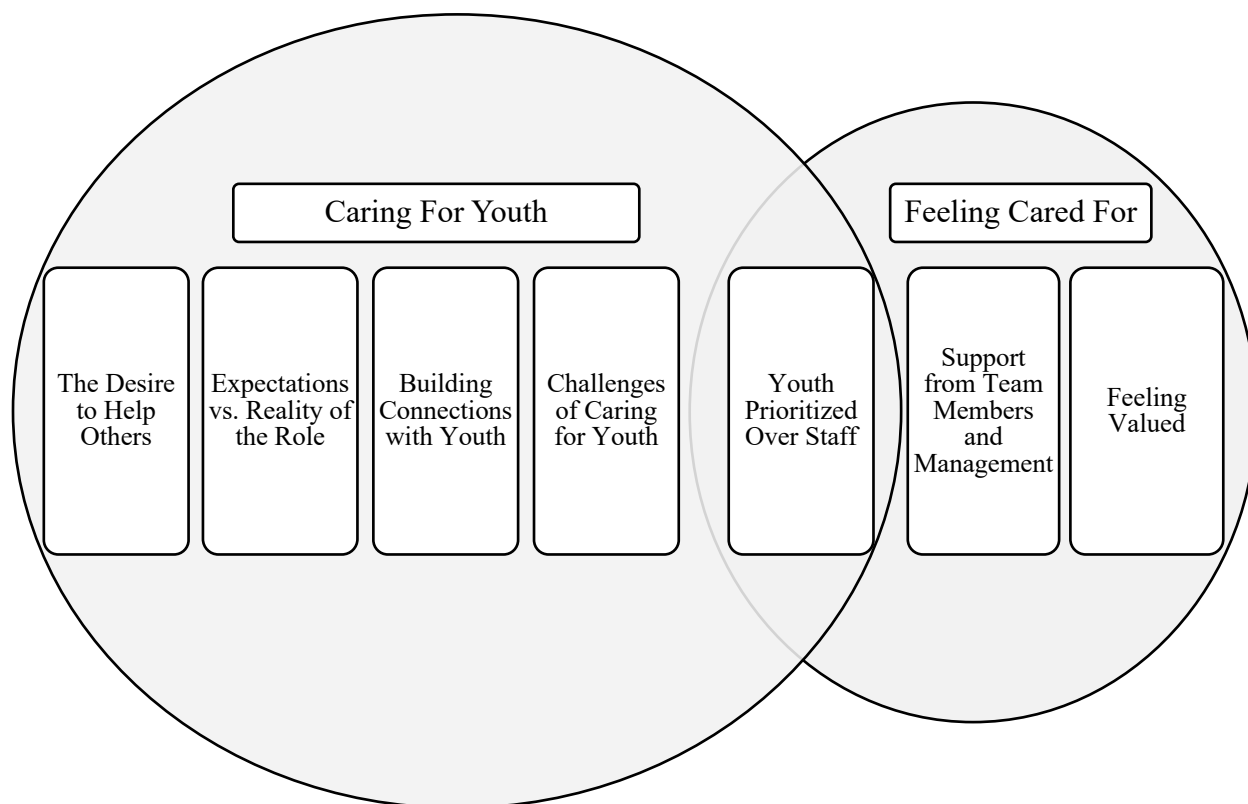 Caring For Youth
Feeling Cared For
The Desire
to Help
Others
Expectations
vs. Reality of
the Role
Building
Connections
with Youth
Challenges
of Caring
for Youth
Youth
Prioritized
Over Staff
Support
from Team
Members
and
Management
Feeling
Valued